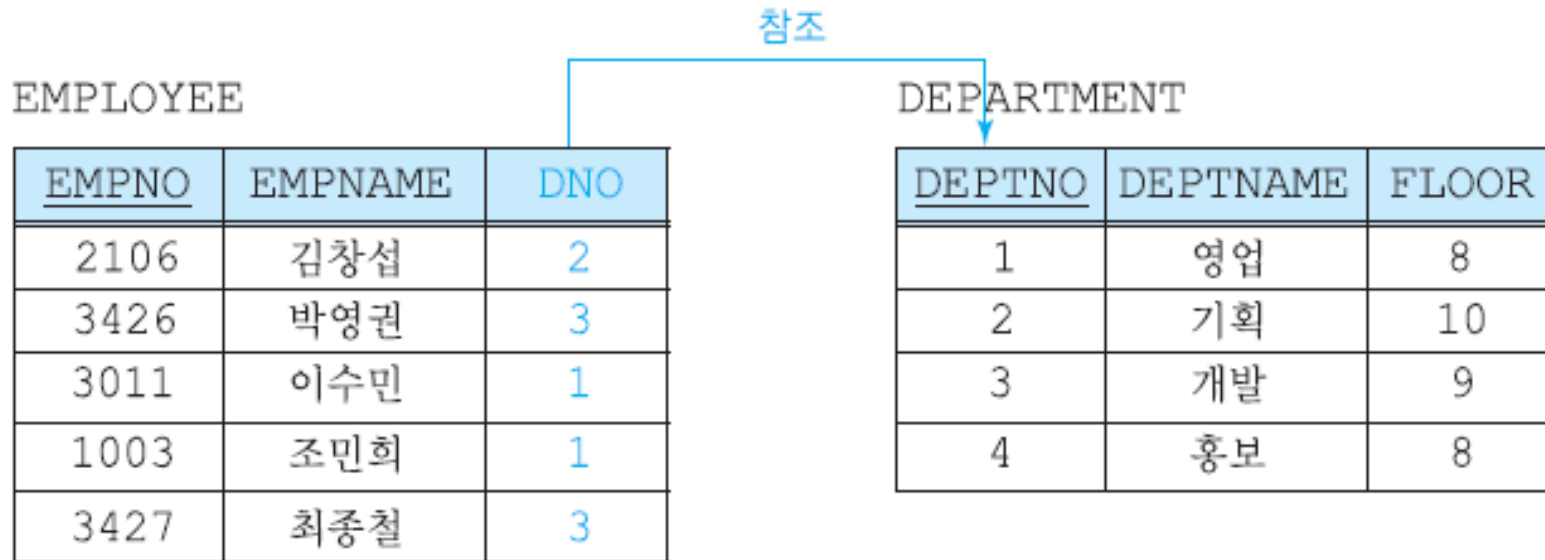 참조
EMPLOYEE
EMPNO EMPNAME DNO
2106 김창섭 2
3426 박영권 3
3011 이수민 1
1003 조민희 1
3427 최종철 3
DEPARTMENT
DEPTNO DEPTNAME FLOOR
1 영업 8
2 기획 10
3 개발 9
4 홍보 8